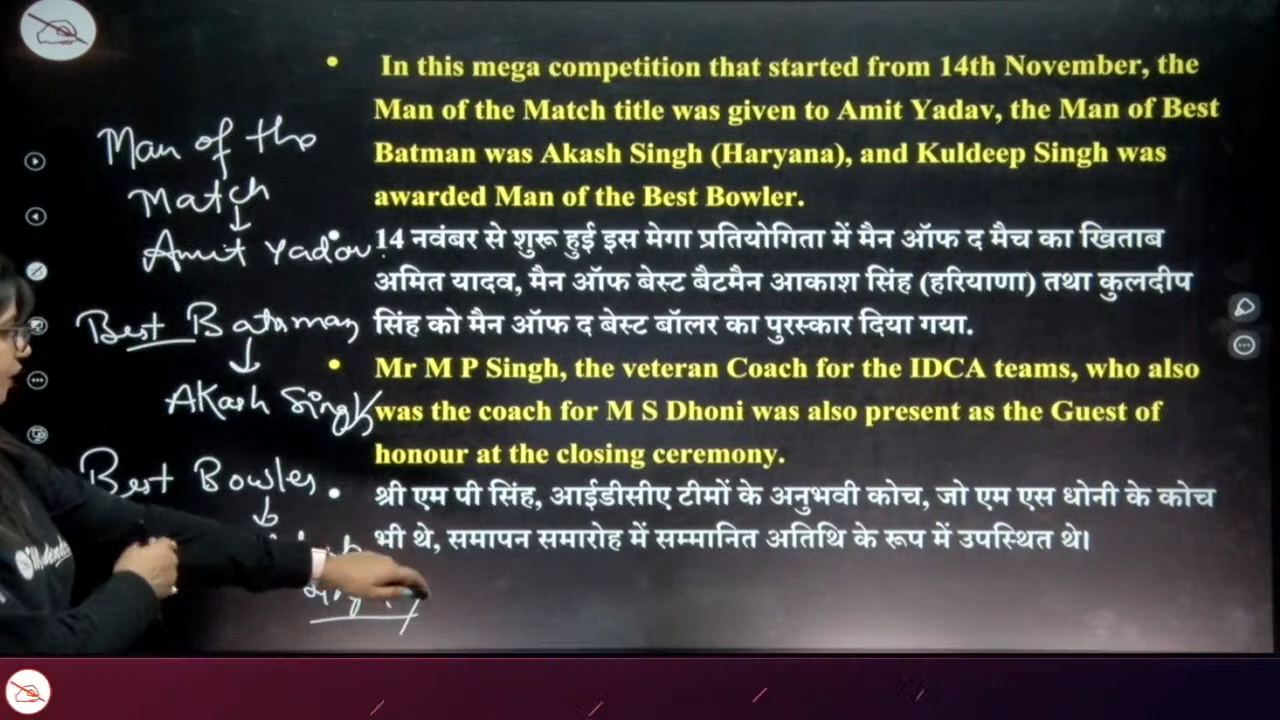 In this mega competition that started from 14th November, the
Man of the Match title was given to Amit Yadav, the Man of Best
Batman was Akash Singh (Haryana), and Kuldeep Singh was
awarded Man of the Best Bowler.
14 नवंबर से शुरू हुई इस मेगा प्रतियोगिता में मैन ऑफ द मैच का खिताब
अमित यादव, मैन ऑफ बेस्ट बैटमैन आकाश सिंह (हरियाणा) तथा कुलदीप
सिंह को मैन ऑफ द बेस्ट बॉलर का पुरस्कार दिया गया.
Mr M P Singh, the veteran Coach for the IDCA teams, who also
was the coach for M S Dhoni was also present as the Guest of
honour at the closing ceremony.
श्री एम पी सिंह, आईडीसीए टीमों के अनुभवी कोच, जो एम एस धोनी के कोच
भी थे, समापन समारोह में सम्मानित अतिथि के रूप में उपस्थित थे।
Man of the
Match
Amit Yadav
Best Batsman
Akash Singh
Best Bowler